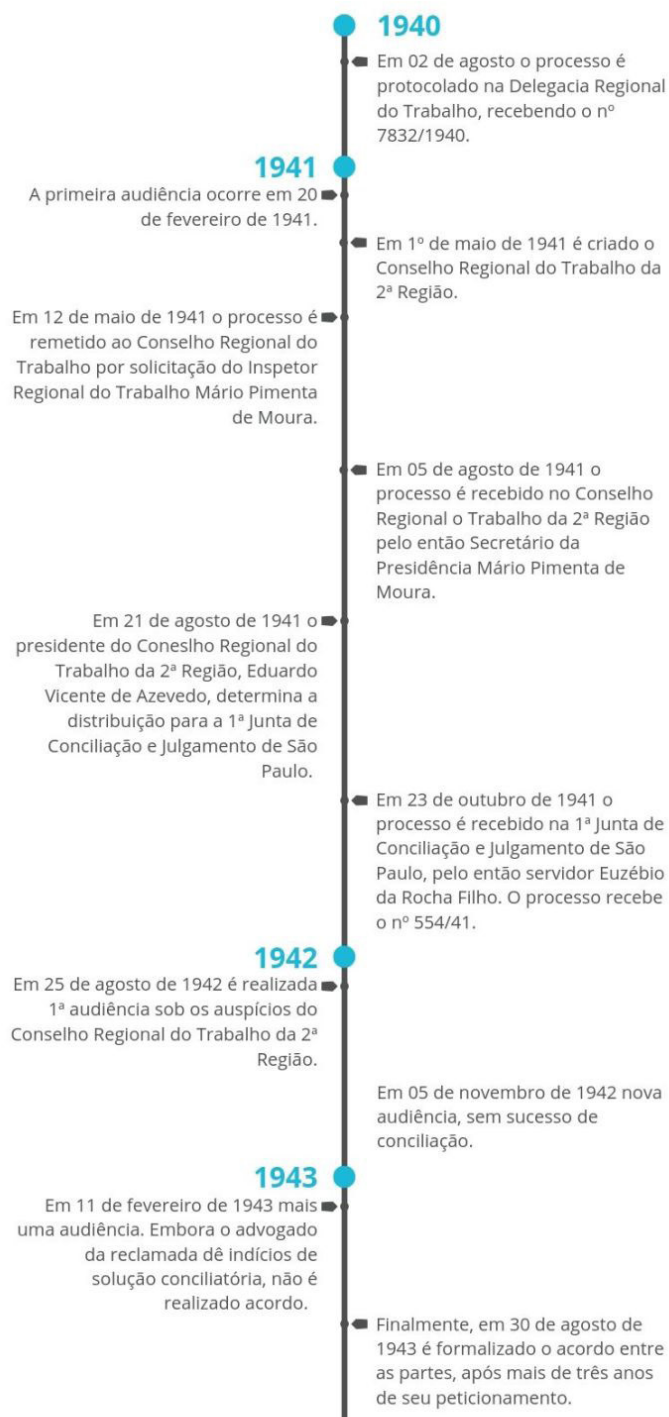 1940
Em 02 de agosto o processo é
protocolado na Delegacia Regional
do Trabalho, recebendo o nº
7832/1940.
1941
A primeira audiência ocorre em 20
de fevereiro de 1941.
Em 1º de maio de 1941 é criado o
Conselho Regional do Trabalho da
2ª Região.
Em 12 de maio de 1941 o processo é
remetido ao Conselho Regional do
Trabalho por solicitação do Inspetor
Regional do Trabalho Mário Pimenta
de Moura.
Em 05 de agosto de 1941 o
processo é recebido no Conselho
Regional o Trabalho da 2ª Região
pelo então Secretário da
Presidência Mário Pimenta de
Moura.
Em 21 de agosto de 1941 o
presidente do Coneslho Regional do
Trabalho da 2ª Região, Eduardo
Vicente de Azevedo, determina a
distribuição para a 1ª Junta de
Conciliação e Julgamento de São
Paulo.
Em 23 de outubro de 1941 o
processo é recebido na 1ª Junta de
Conciliação e Julgamento de São
Paulo, pelo então servidor Euzébio
da Rocha Filho. O processo recebe
o nº 554/41.
1942
Em 25 de agosto de 1942 é realizada
1ª audiência sob os auspícios do
Conselho Regional do Trabalho da 2ª
Região.
Em 05 de novembro de 1942 nova
audiência, sem sucesso de
conciliação.
1943
Em 11 de fevereiro de 1943 mais
uma audiência. Embora o advogado
da reclamada dê indícios de
solução conciliatória, não é
realizado acordo.
Finalmente, em 30 de agosto de
1943 é formalizado o acordo entre
as partes, após mais de três anos
de seu peticionamento.